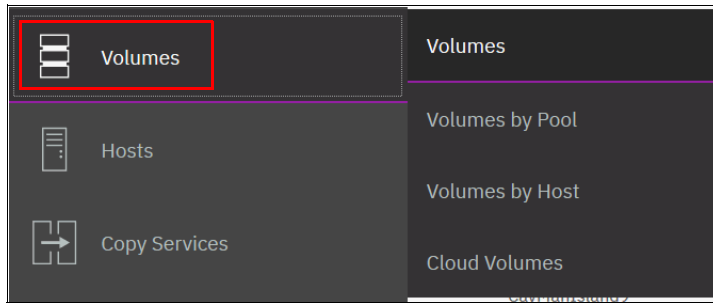 Volumes
Hosts
Copy Services
Volumes
Volumes by Pool
Volumes by Host
Cloud Volumes